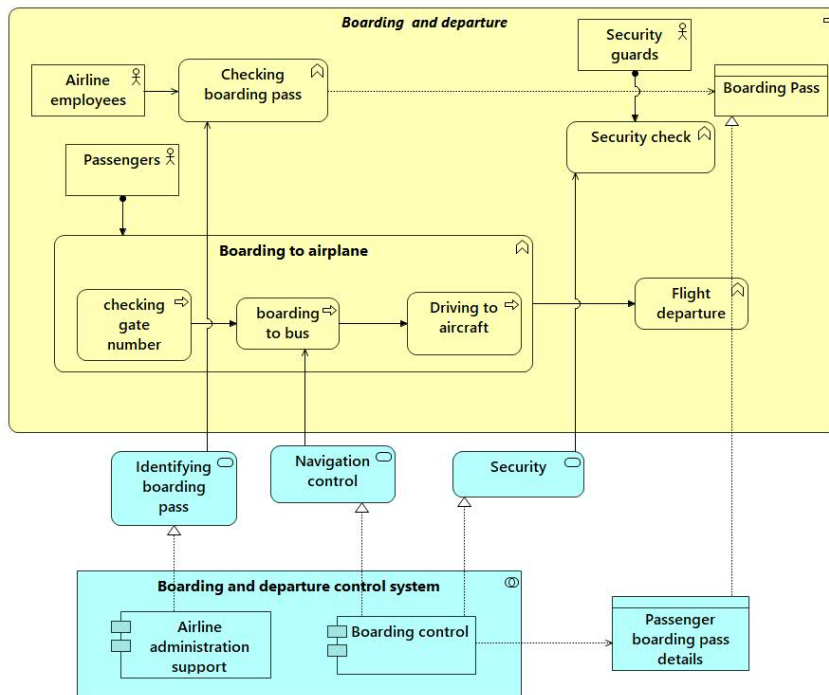 Boarding and departure
Airline
employees
Checking
boarding pass
Security
guards
Boarding Pass
Security check
Passengers
Boarding to airplane
checking
gate
number
boarding
to bus
Driving to
aircraft
Flight
departure
Identifying
boarding
pass
Navigation
control
Security
Boarding and departure control system
Airline
administration
support
Boarding control
Passenger
boarding pass
details